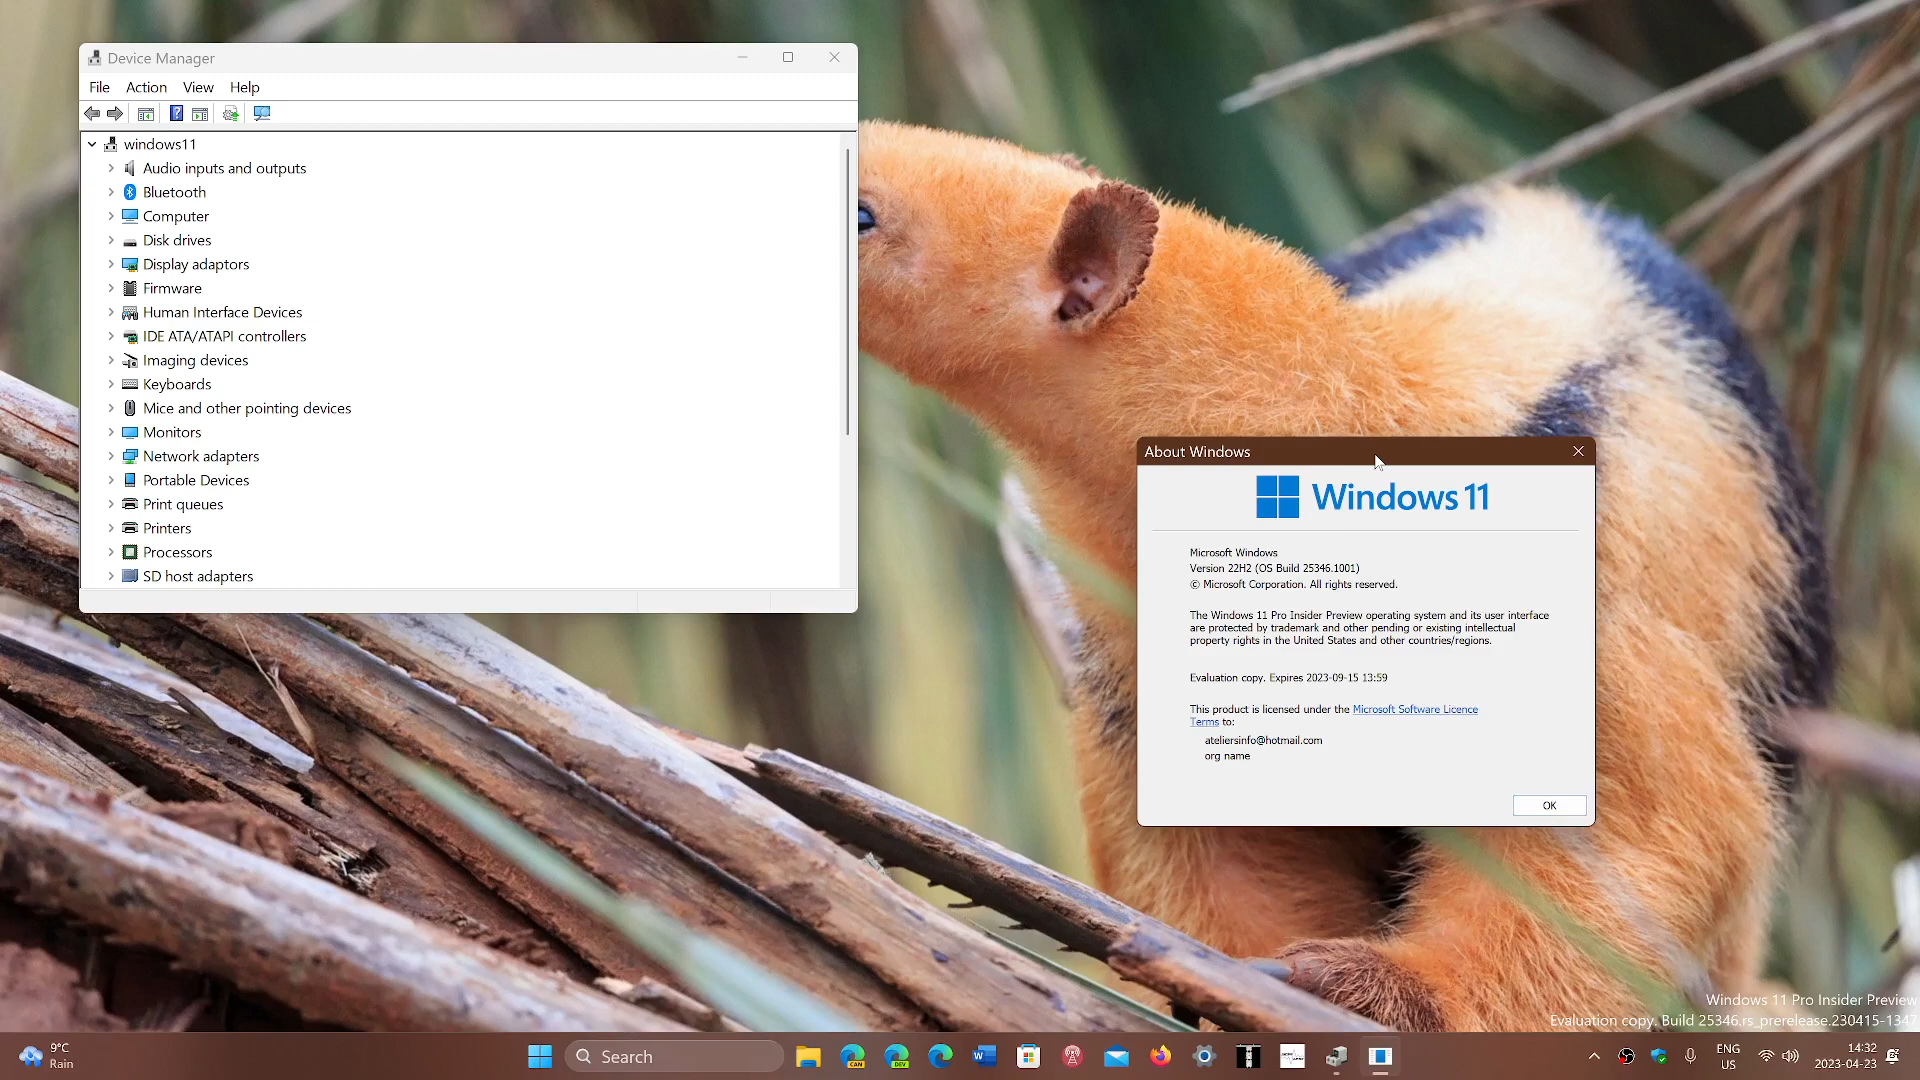 Device Manager
File Action View Help
windows11
Audio inputs and outputs
Bluetooth
Computer
Disk drives
Display adaptors
Firmware
Human Interface Devices
IDE ATA/ATAPI controllers
Imaging devices
Keyboards
Mice and other pointing devices
Monitors
Network adapters
Portable Devices
Print queues
Printers
Processors
SD host adapters
About Windows
Windows 11
Microsoft Windows
Version 22H2 (OS Build 25346.1001)
© Microsoft Corporation. All rights reserved.
The Windows 11 Pro Insider Preview operating system and its user interface
are protected by trademark and other pending or existing intellectual
property rights in the United States and other countries/regions.
Evaluation copy. Expires 2023-09-15 13:59
This product is licensed under the Microsoft Software Licence
Terms to:
ateliersinfo@hotmail.com
org name
OK
Windows 11 Pro Insider Preview
Evaluation copy. Build 25346.rs_prerelease.230415-1347
9°C
Rain
Search
CAN
DEV
ENG
US
14:32
2023-04-23